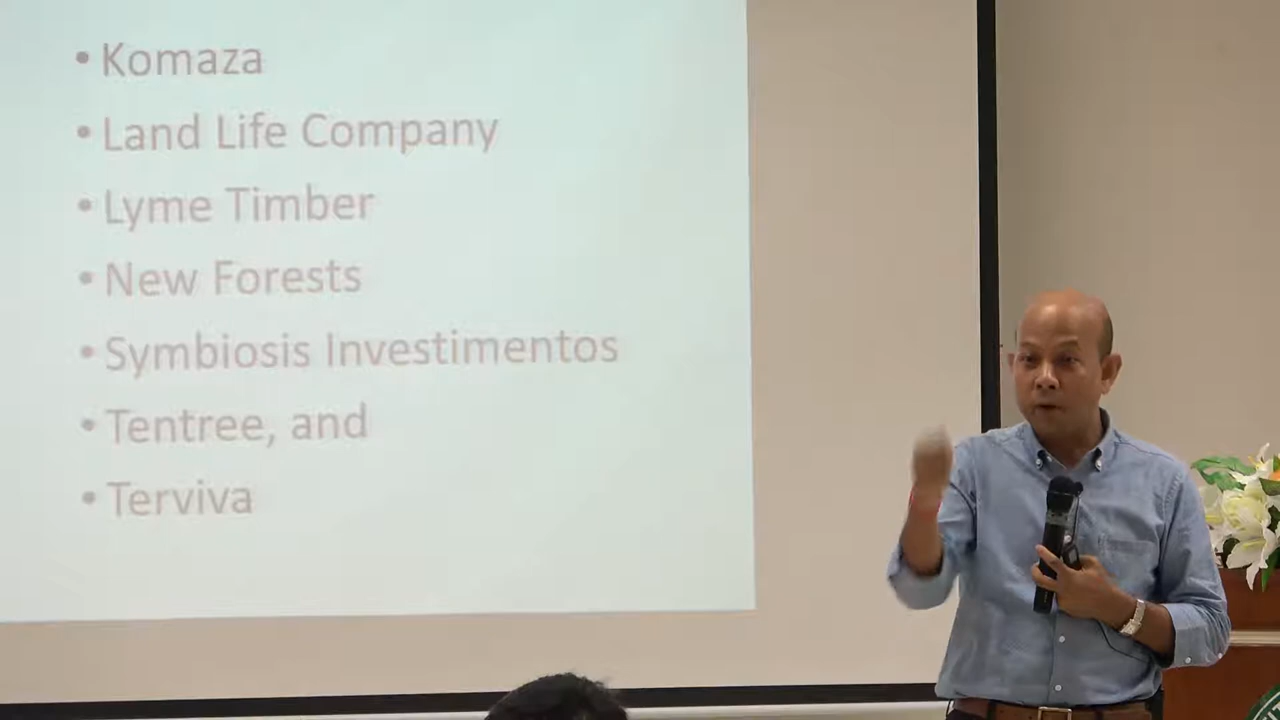 • Komaza
• Land Life Company
• Lyme Timber
• New Forests
• Symbiosis Investimentos
• Tentree, and
• Terviva